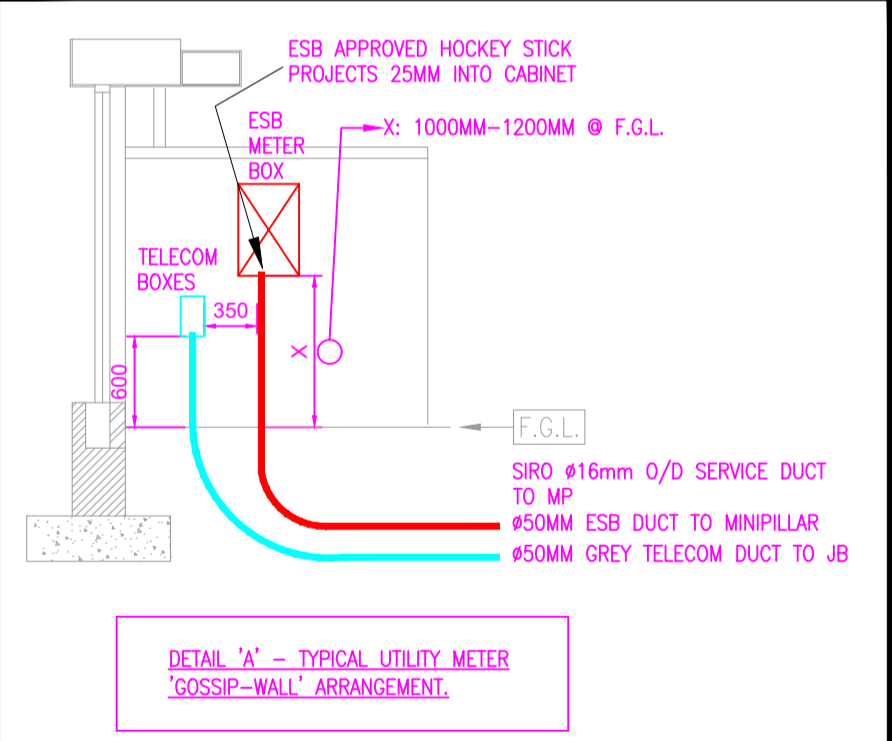 ESB APPROVED HOCKEY STICK
PROJECTS 25MM INTO CABINET
ESB
METER
BOX
X: 1000MM-1200MM @ F.G.L.
TELECOM
BOXES
350
X
600
F.G.L.
SIRO ø16mm O/D SERVICE DUCT
TO MP
ø50MM ESB DUCT TO MINIPILLAR
ø50MM GREY TELECOM DUCT TO JB
DETAIL 'A' - TYPICAL UTILITY METER
'GOSSIP-WALL' ARRANGEMENT.